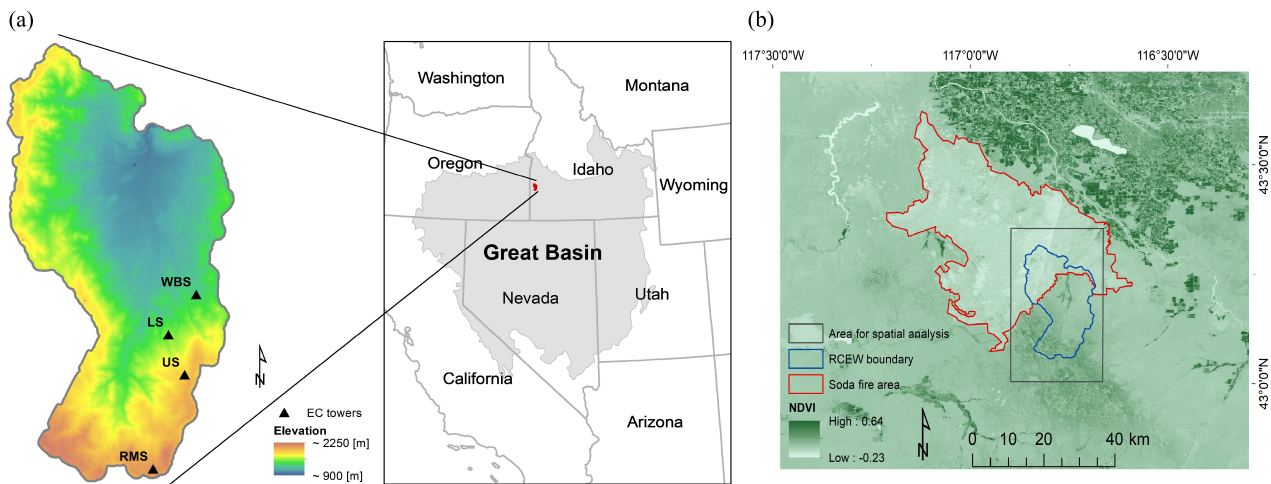 (a)
WBS
LS
US
RMS
N
EC towers
Elevation
~ 2250 [m]
~ 900 [m]
Washington
Montana
Oregon
Idaho
Wyoming
Great Basin
Nevada
Utah
California
Arizona
(b)
117°30'0"W
117°0'0"W
116°30'0"W
43°30'0"N
43°0'0"N
Area for spatial analysis
RCEW boundary
Soda fire area
NDVI
High : 0.64
Low : -0.23
N
0 10 20 40 km